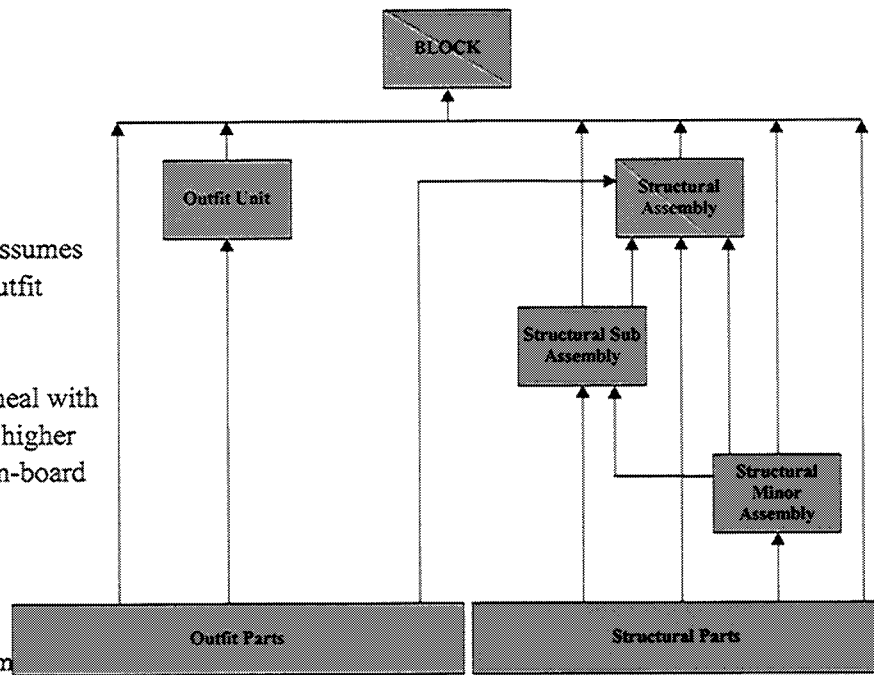 BLOCK
Outfit Unit
Structural
Assembly
ssumes
utfit
Structural Sub
Assembly
neal with
higher
n-board
Structural
Minor
Assembly
Outfit Parts
Structural Parts